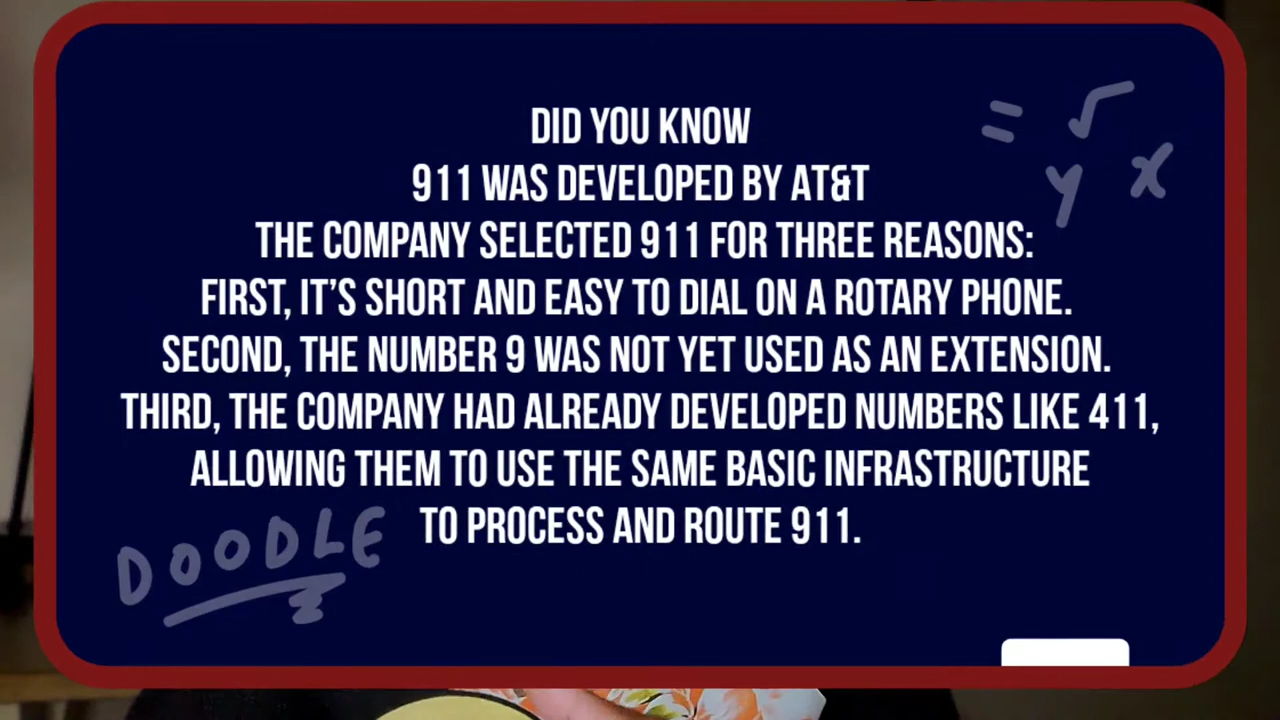 DID YOU KNOW
911 WAS DEVELOPED BY AT&T
THE COMPANY SELECTED 911 FOR THREE REASONS:
FIRST, IT’S SHORT AND EASY TO DIAL ON A ROTARY PHONE.
SECOND, THE NUMBER 9 WAS NOT YET USED AS AN EXTENSION.
THIRD, THE COMPANY HAD ALREADY DEVELOPED NUMBERS LIKE 411,
ALLOWING THEM TO USE THE SAME BASIC INFRASTRUCTURE
TO PROCESS AND ROUTE 911.
= √
y x
DOODLE